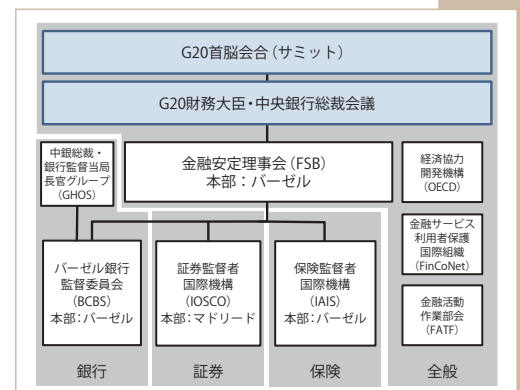 G20首脳会合(サミット)
G20財務大臣・中央銀行総裁会議
中銀総裁・
銀行監督当局
長官グループ
(GHOS)
金融安定理事会(FSB)
本部:バーゼル
経済協力
開発機構
(OECD)
金融サービス
利用者保護
国際組織
(FinCoNet)
バーゼル銀行
監督委員会
(BCBS)
本部:バーゼル
証券監督者
国際機構
(IOSCO)
本部:マドリード
保険監督者
国際機構
(IAIS)
本部:バーゼル
金融活動
作業部会
(FATF)
銀行
証券
保険
全般